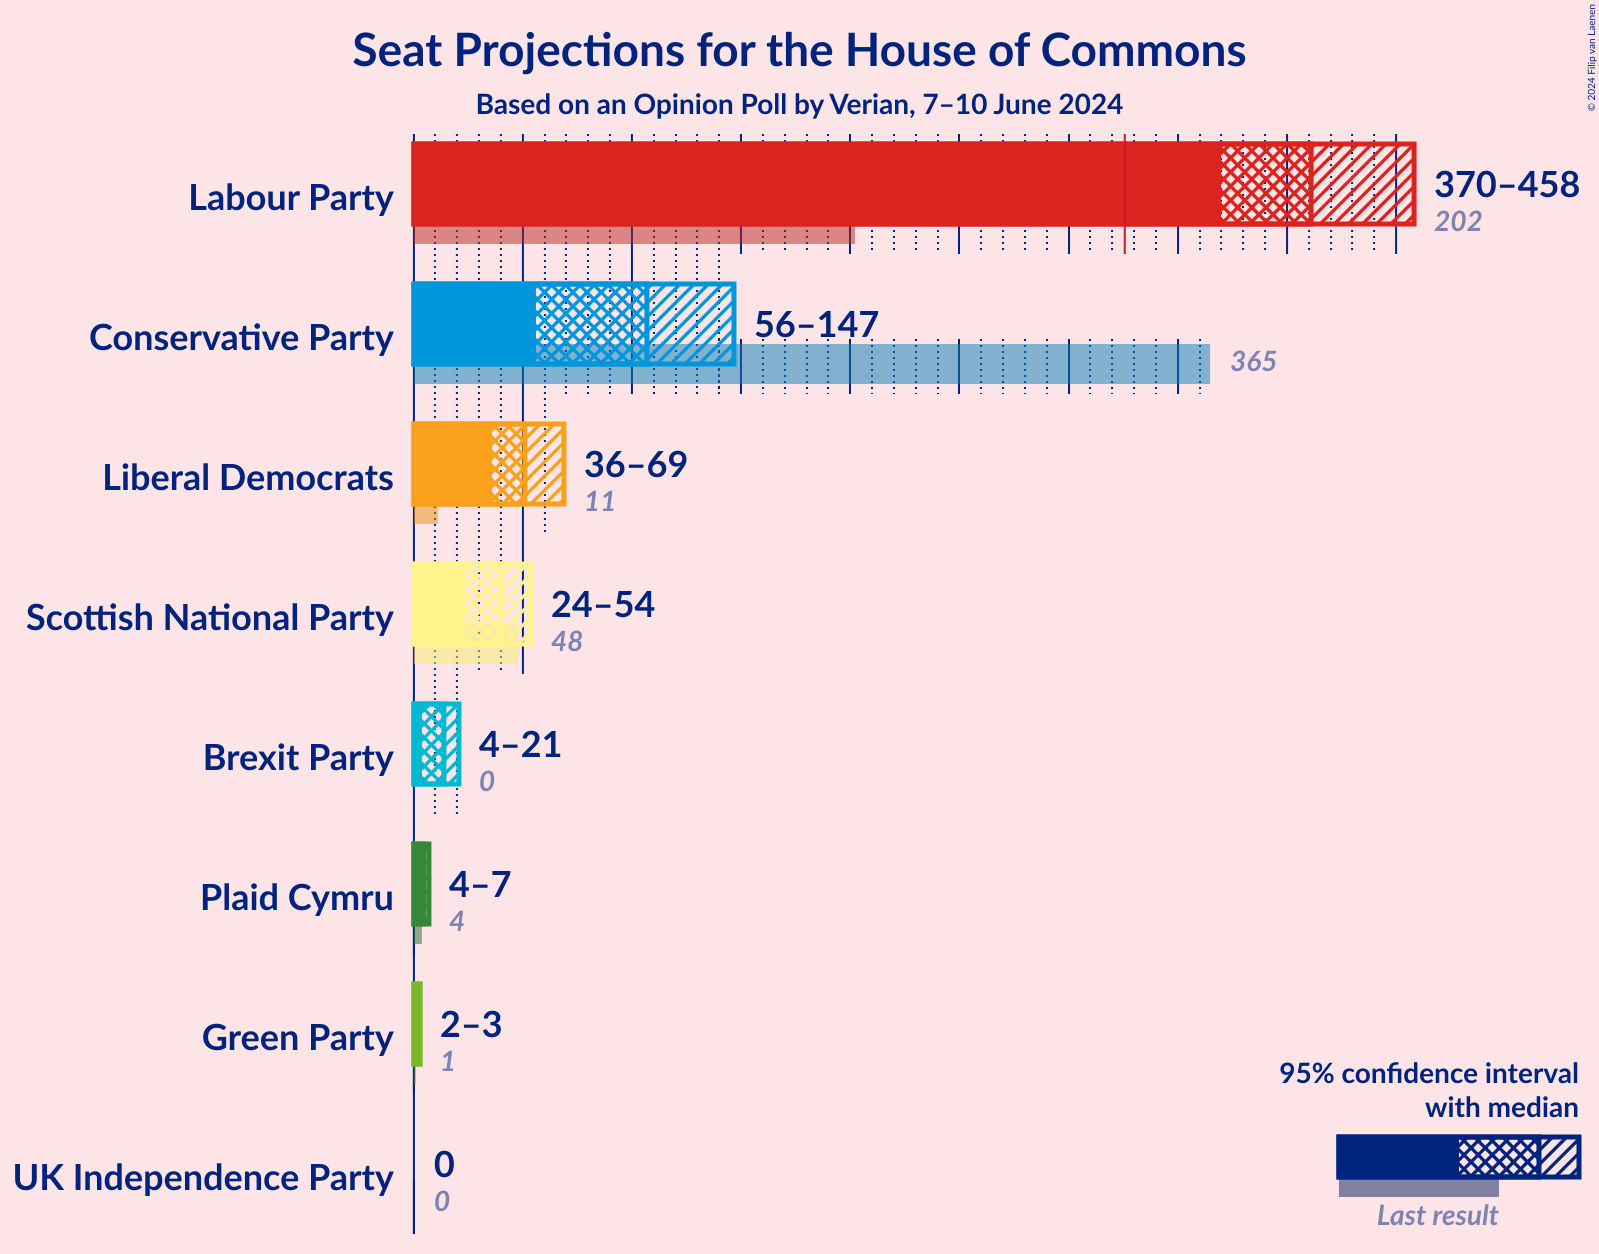 Seat Projections for the House of Commons
Based on an Opinion Poll by Verian, 7–10 June 2024
© 2024 Filip van Laenen
Labour Party
370–458
202
Conservative Party
56–147
365
Liberal Democrats
36–69
11
Scottish National Party
24–54
48
Brexit Party
4–21
0
Plaid Cymru
4–7
4
Green Party
2–3
1
UK Independence Party
0
0
95% confidence interval
with median
Last result